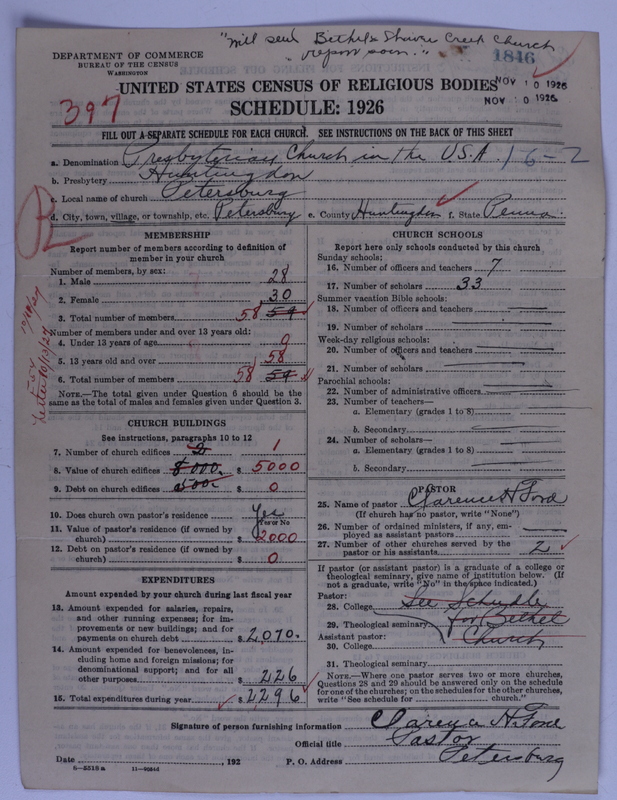 "Will send Bethel & Shaver Creek Church
report soon."
1846
DEPARTMENT OF COMMERCE
BUREAU OF THE CENSUS
WASHINGTON
NOV 10 1926
NOV 10 1926
UNITED STATES CENSUS OF RELIGIOUS BODIES
397
SCHEDULE: 1926
FILL OUT A SEPARATE SCHEDULE FOR EACH CHURCH. SEE INSTRUCTIONS ON THE BACK OF THIS SHEET
a. Denomination Presbyterian Church in the U.S.A. 16-2
b. Presbytery Huntingdon
c. Local name of church Petersburg
d. City, town, village, or township, etc. Petersburg e. County Huntingdon f. State Penna.
MEMBERSHIP
Report number of members according to definition of
member in your church
Number of members, by sex:
1. Male 28
2. Female 30
3. Total number of members 58 59
Number of members under and over 13 years old:
4. Under 13 years of age 0
5. 13 years old and over 58
6. Total number of members 58 59
NOTE.—The total given under Question 6 should be
same as the total of males and females given under Question 3.
CHURCH BUILDINGS
See instructions, paragraphs 10 to 12
7. Number of church edifices 1
8. Value of church edifices 8000. $ 5000
9. Debt on church edifices $ 0
10. Does church own pastor's residence Yes
Yes or No
11. Value of pastor's residence (if owned by
church) $ 2000
12. Debt on pastor's residence (if owned by
church) $ 0
EXPENDITURES
Amount expended by church during last fiscal year
13. Amount expended for salaries, repairs,
and other running expenses; for im-
provements or new buildings; and for
payments on church debt $ 2,070.
14. Amount expended for benevolences, in-
cluding home and foreign missions; for
denominational support; and for all
other purposes $ 226
15. Total expenditures during year $ 2296
CHURCH SCHOOLS
Report here only schools conducted by this church
Sunday schools:
16. Number of officers and teachers 7
17. Number of scholars 33
Summer vacation Bible schools:
18. Number of officers and teachers
19. Number of scholars
Week-day religious schools:
20. Number of officers and teachers
21. Number of scholars
Parochial schools:
22. Number of administrative officers
23. Number of teachers—
a. Elementary (grades 1 to 8)
b. Secondary
24. Number of scholars—
a. Elementary (grades 1 to 8)
b. Secondary
PASTOR
25. Name of pastor Clarence H Ford
(If church has no pastor, write "None")
26. Number of ordained ministers, if any, em-
ployed as assistant pastors
27. Number of other churches served by the
pastor or his assistants 2
If pastor (or assistant pastor) is a graduate of a college or
theological seminary, give name of institution below. (If
not a graduate, write "No" in the space indicated.)
Pastor:
28. College See Schedule
29. Theological seminary for Bethel
Assistant pastor: Church
30. College
31. Theological seminary
NOTE.—Where one pastor serves two or more churches,
Questions 28 and 29 should be answered only on the schedule
for one of the churches; on the schedules for the other churches,
write "See schedule for church."
Signature of person furnishing information Clarence H. Ford
Official title Pastor
Date , 192 P. O. Address Petersburg